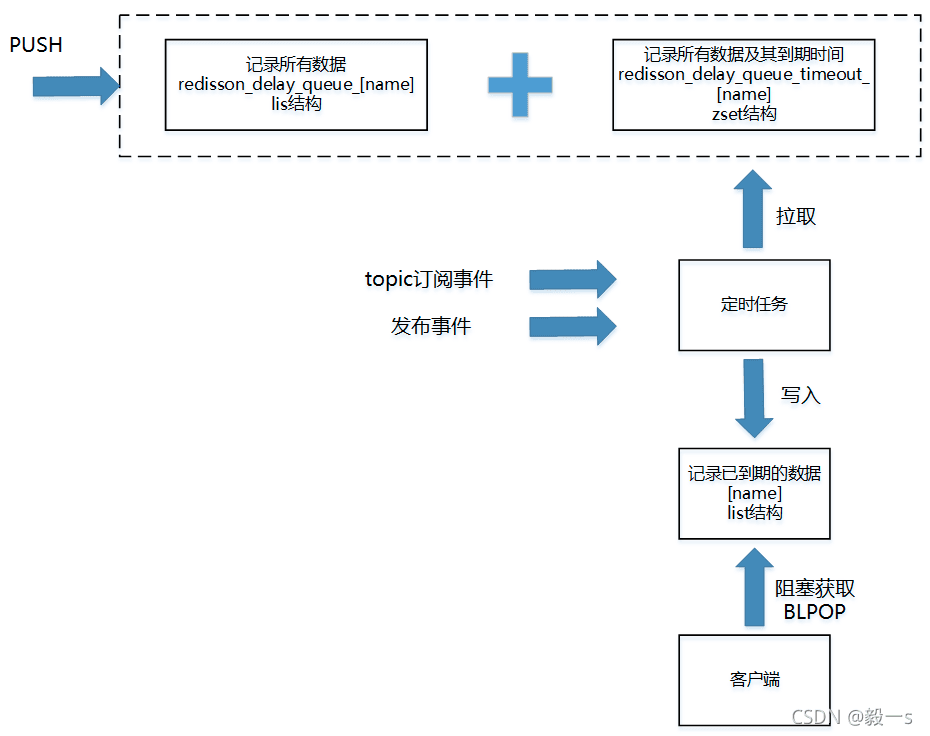 PUSH
记录所有数据
redisson_delay_queue_[name]
lis结构
记录所有数据及其到期时间
redisson_delay_queue_timeout_
[name]
zset结构
拉取
topic订阅事件
发布事件
定时任务
写入
记录已到期的数据
[name]
list结构
阻塞获取
BLPOP
客户端
CSDN @毅一s